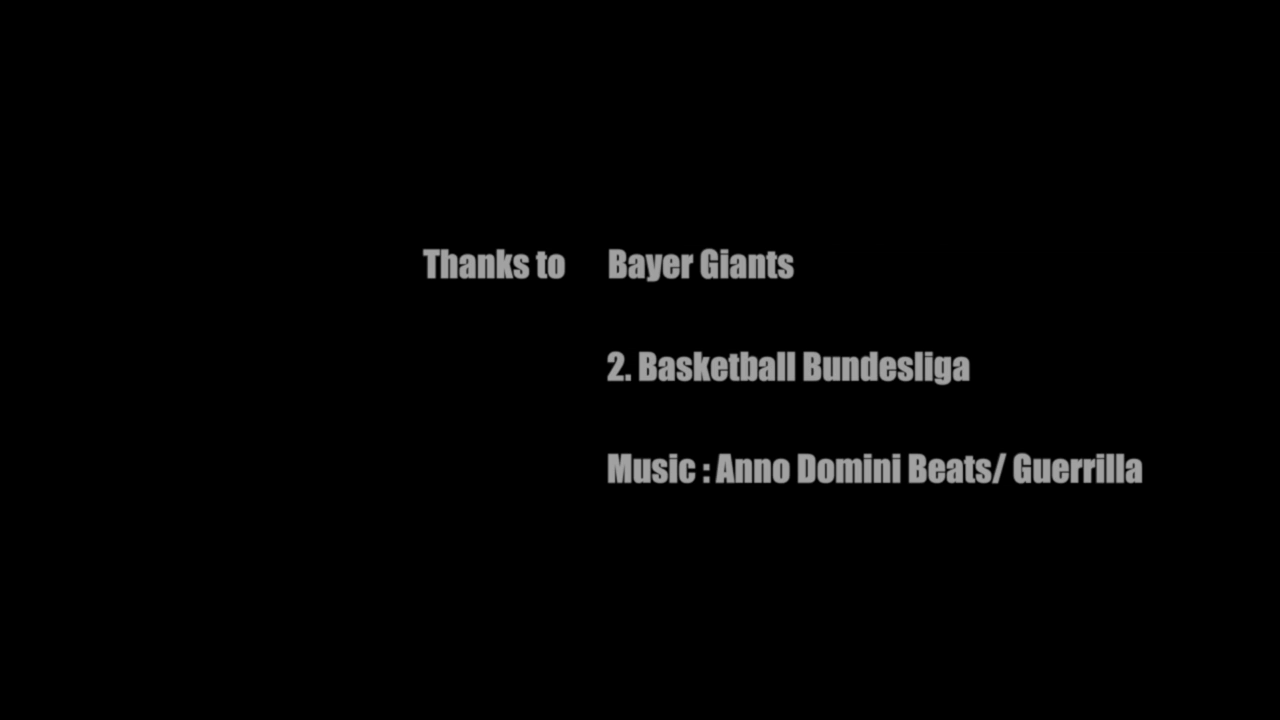 Thanks to Bayer Giants
2. Basketball Bundesliga
Music : Anno Domini Beats/ Guerrilla